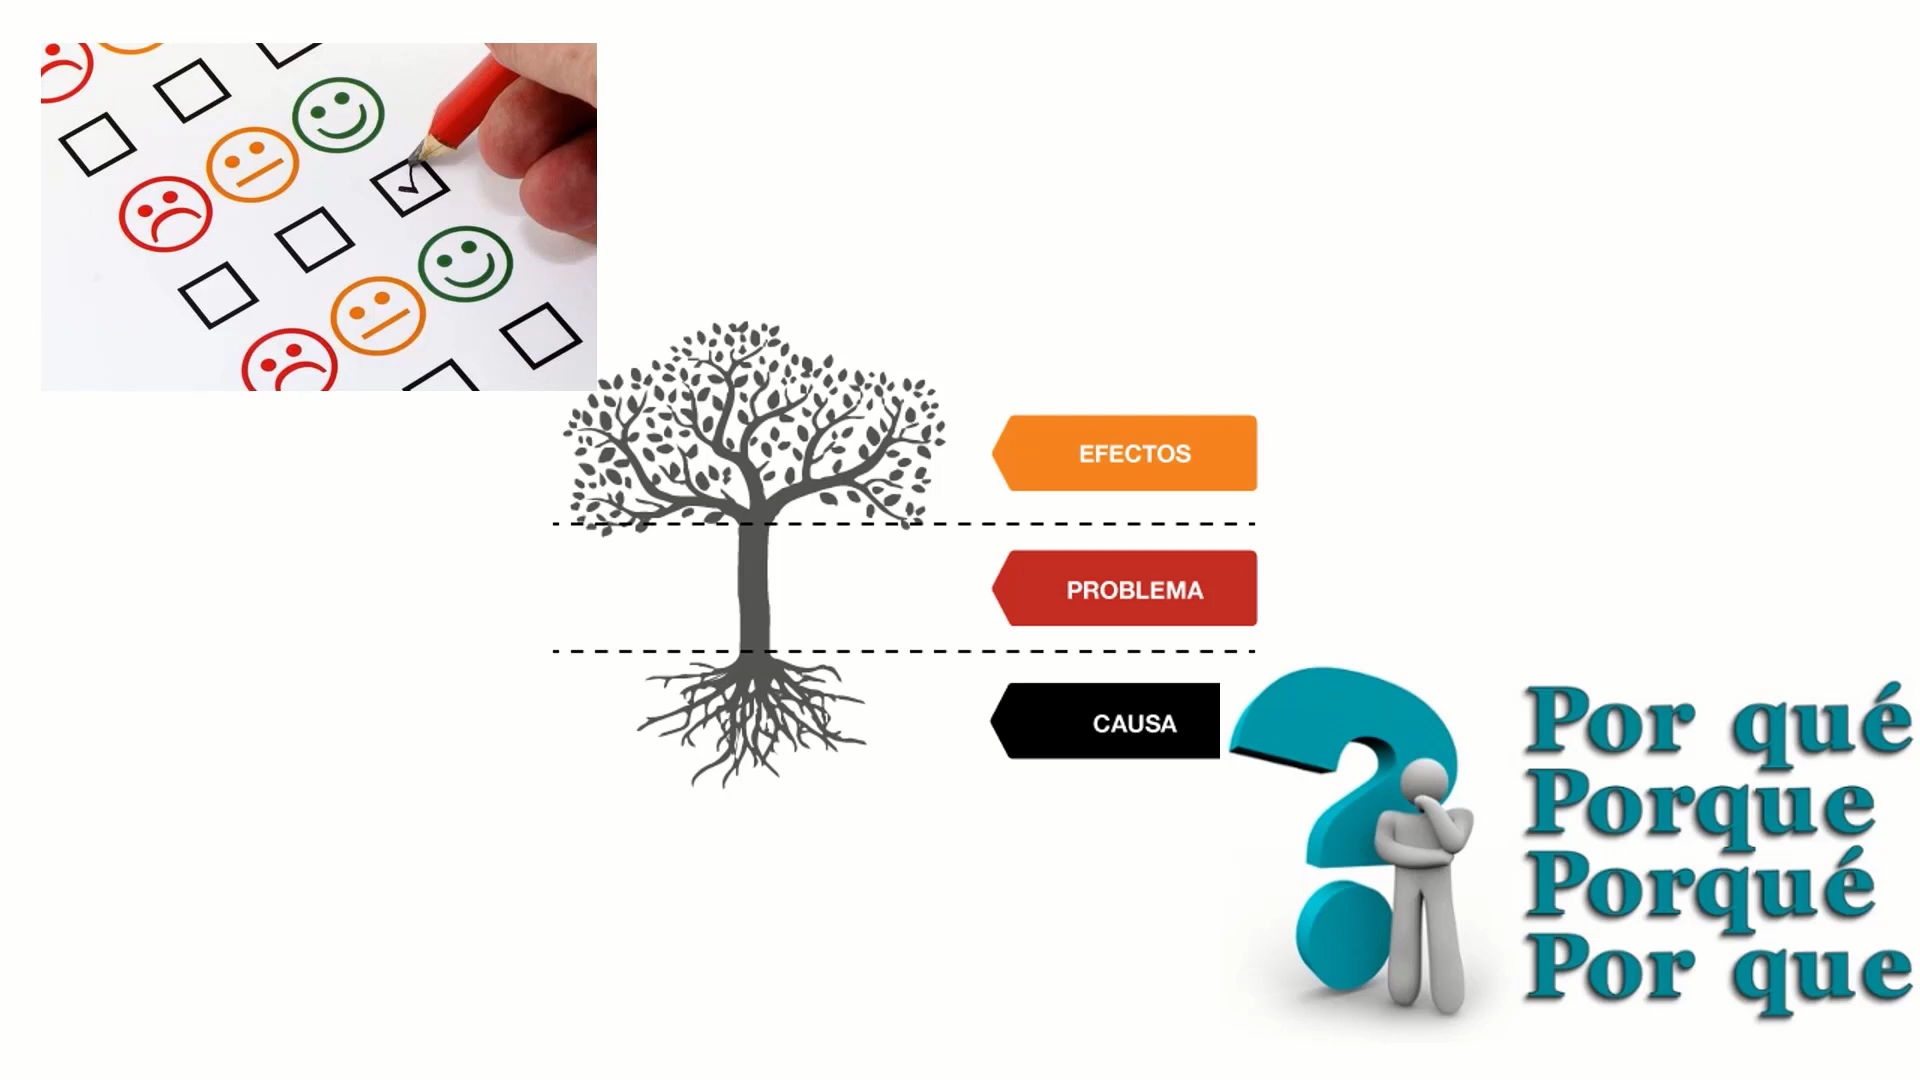 EFECTOS
PROBLEMA
CAUSA
Por qué
Porque
Porqué
Por que